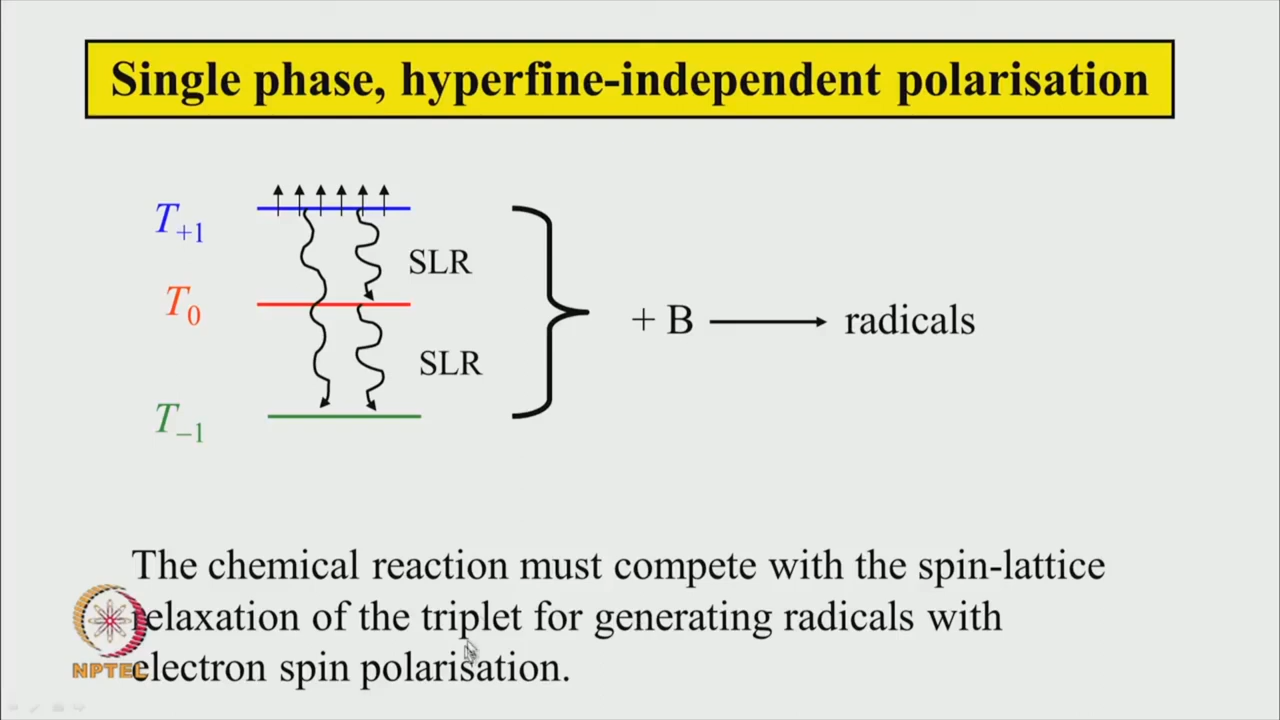 Single phase, hyperfine-independent polarisation
T+1
SLR
T0
+ B
radicals
SLR
T–1
The chemical reaction must compete with the spin-lattice
relaxation of the triplet for generating radicals with
electron spin polarisation.
NPTEL